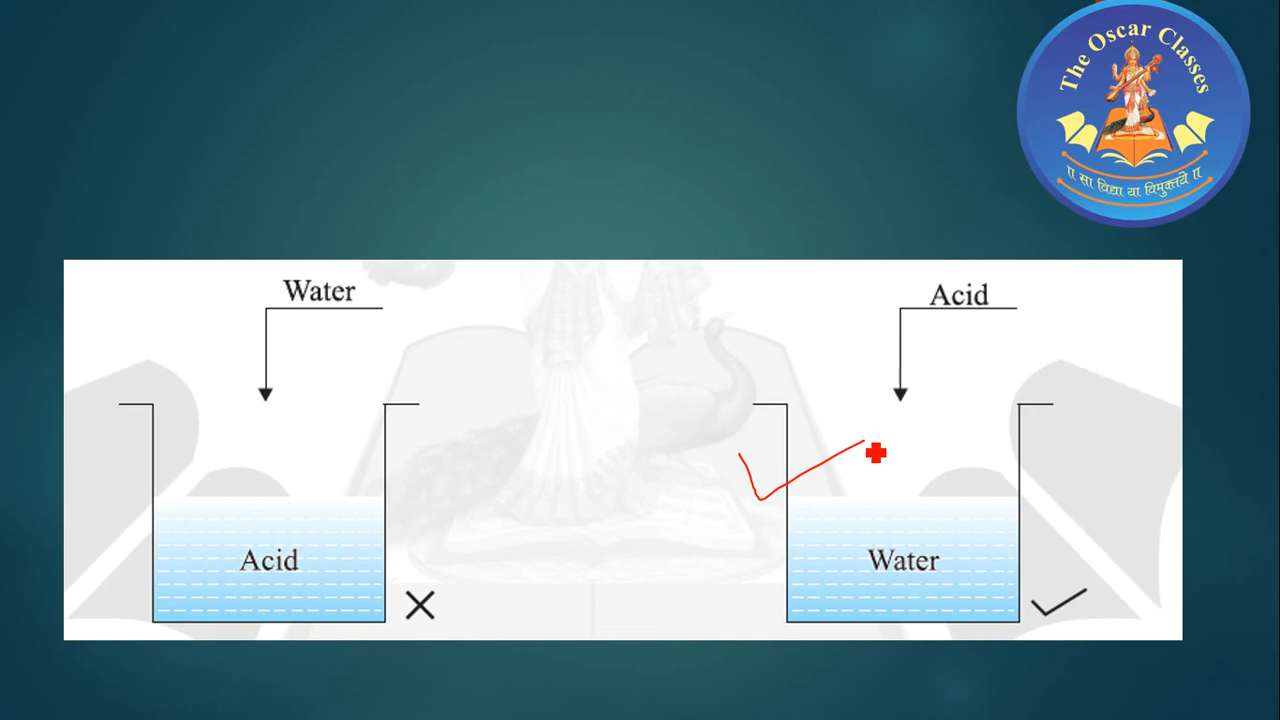 The Oscar Classes
॥ सा विद्या या विमुक्तये ॥
Water
Acid
Acid
Water